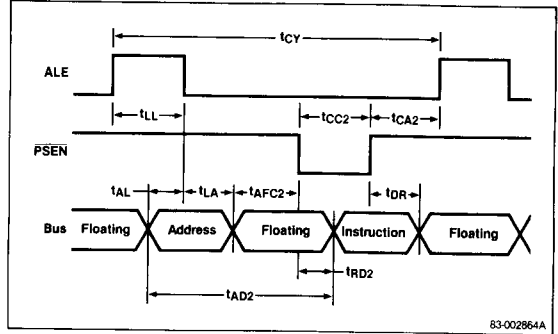 tCY
ALE
tLL
tCC2
tCA2
PSEN
tAL
tLA
tAFC2
tDR
Bus Floating Address Floating Instruction Floating
tRD2
tAD2
83-002864A